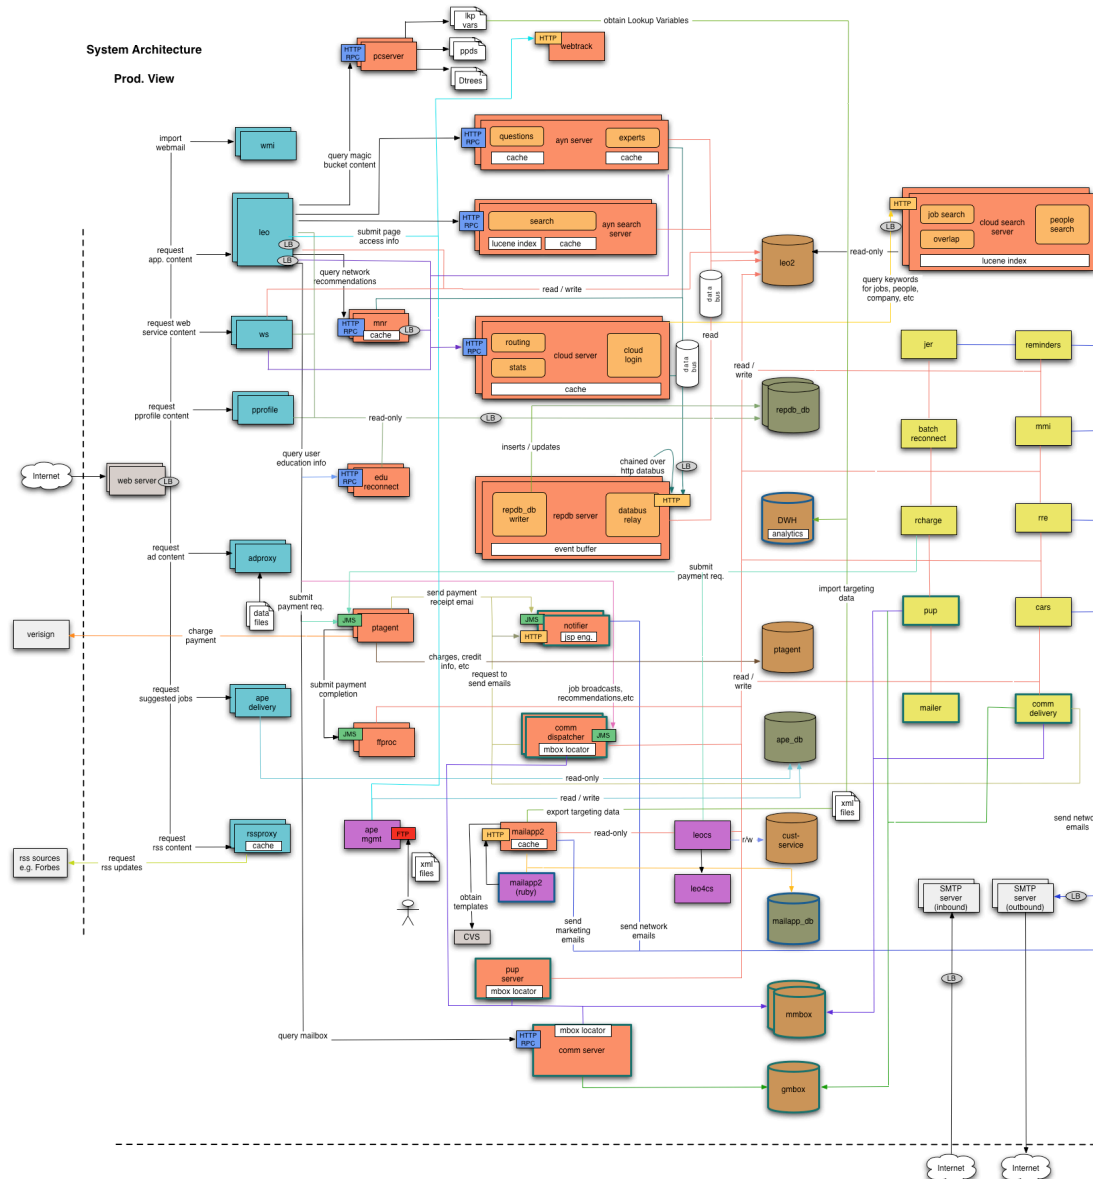 System Architecture
Prod. View
lkp
vars
obtain Lookup Variables
HTTP
RPC
pcserver
ppds
Dtrees
HTTP
webtrack
import
webmail
wmi
query magic
bucket content
HTTP
RPC
questions
cache
ayn server
experts
cache
leo
LB
LB
submit page
access info
HTTP
RPC
search
lucene index
cache
ayn search
server
request
app. content
query network
recommendations
read / write
leo2
read-only
HTTP
LB
job search
overlap
cloud search
server
people
search
lucene index
query keywords
for jobs, people,
company, etc
data
bus
read
request web
service content
ws
HTTP
RPC
mnr
cache
LB
HTTP
RPC
routing
stats
cloud server
cloud
login
cache
data
bus
read /
write
jer
reminders
request
pprofile content
pprofile
read-only
LB
repdb_db
batch
reconnect
mmi
inserts / updates
query user
education info
HTTP
RPC
edu
reconnect
chained over
http databus
LB
Internet
web server
LB
repdb_db
writer
repdb server
databus
relay
HTTP
event buffer
DWH
analytics
rcharge
rre
request
ad content
adproxy
data
files
submit
payment req.
submit
payment req.
import targeting
data
send payment
receipt emai
JMS
ptagent
JMS
HTTP
notifier
jsp eng.
pup
cars
verisign
charge
payment
charges, credit
info, etc
request to
send emails
ptagent
read /
write
request
suggested jobs
ape
delivery
submit payment
completion
job broadcasts,
recommendations,etc
mailer
comm
delivery
JMS
ffproc
comm
dispatcher
mbox locator
JMS
ape_db
read-only
read / write
export targeting data
xml
files
request
rss content
rssproxy
cache
ape
mgmt
FTP
HTTP
mailapp2
cache
read-only
leocs
r/w
cust-
service
send netwo
emails
rss sources
e.g. Forbes
request
rss updates
xml
files
mailapp2
(ruby)
leo4cs
obtain
templates
CVS
send
marketing
emails
send network
emails
mailapp_db
SMTP
server
(inbound)
SMTP
server
(outbound)
LB
pup
server
mbox locator
LB
mmbox
query mailbox
HTTP
RPC
mbox locator
comm server
gmbox
Internet
Internet